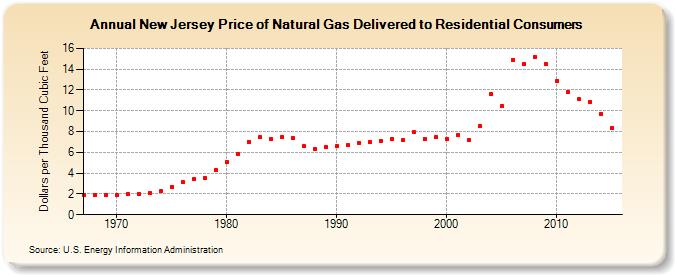 Annual New Jersey Price of Natural Gas Delivered to Residential Consumers
Dollars per Thousand Cubic Feet
16
14
12
10
8
6
4
2
0
1970 1980 1990 2000 2010
Source: U.S. Energy Information Administration